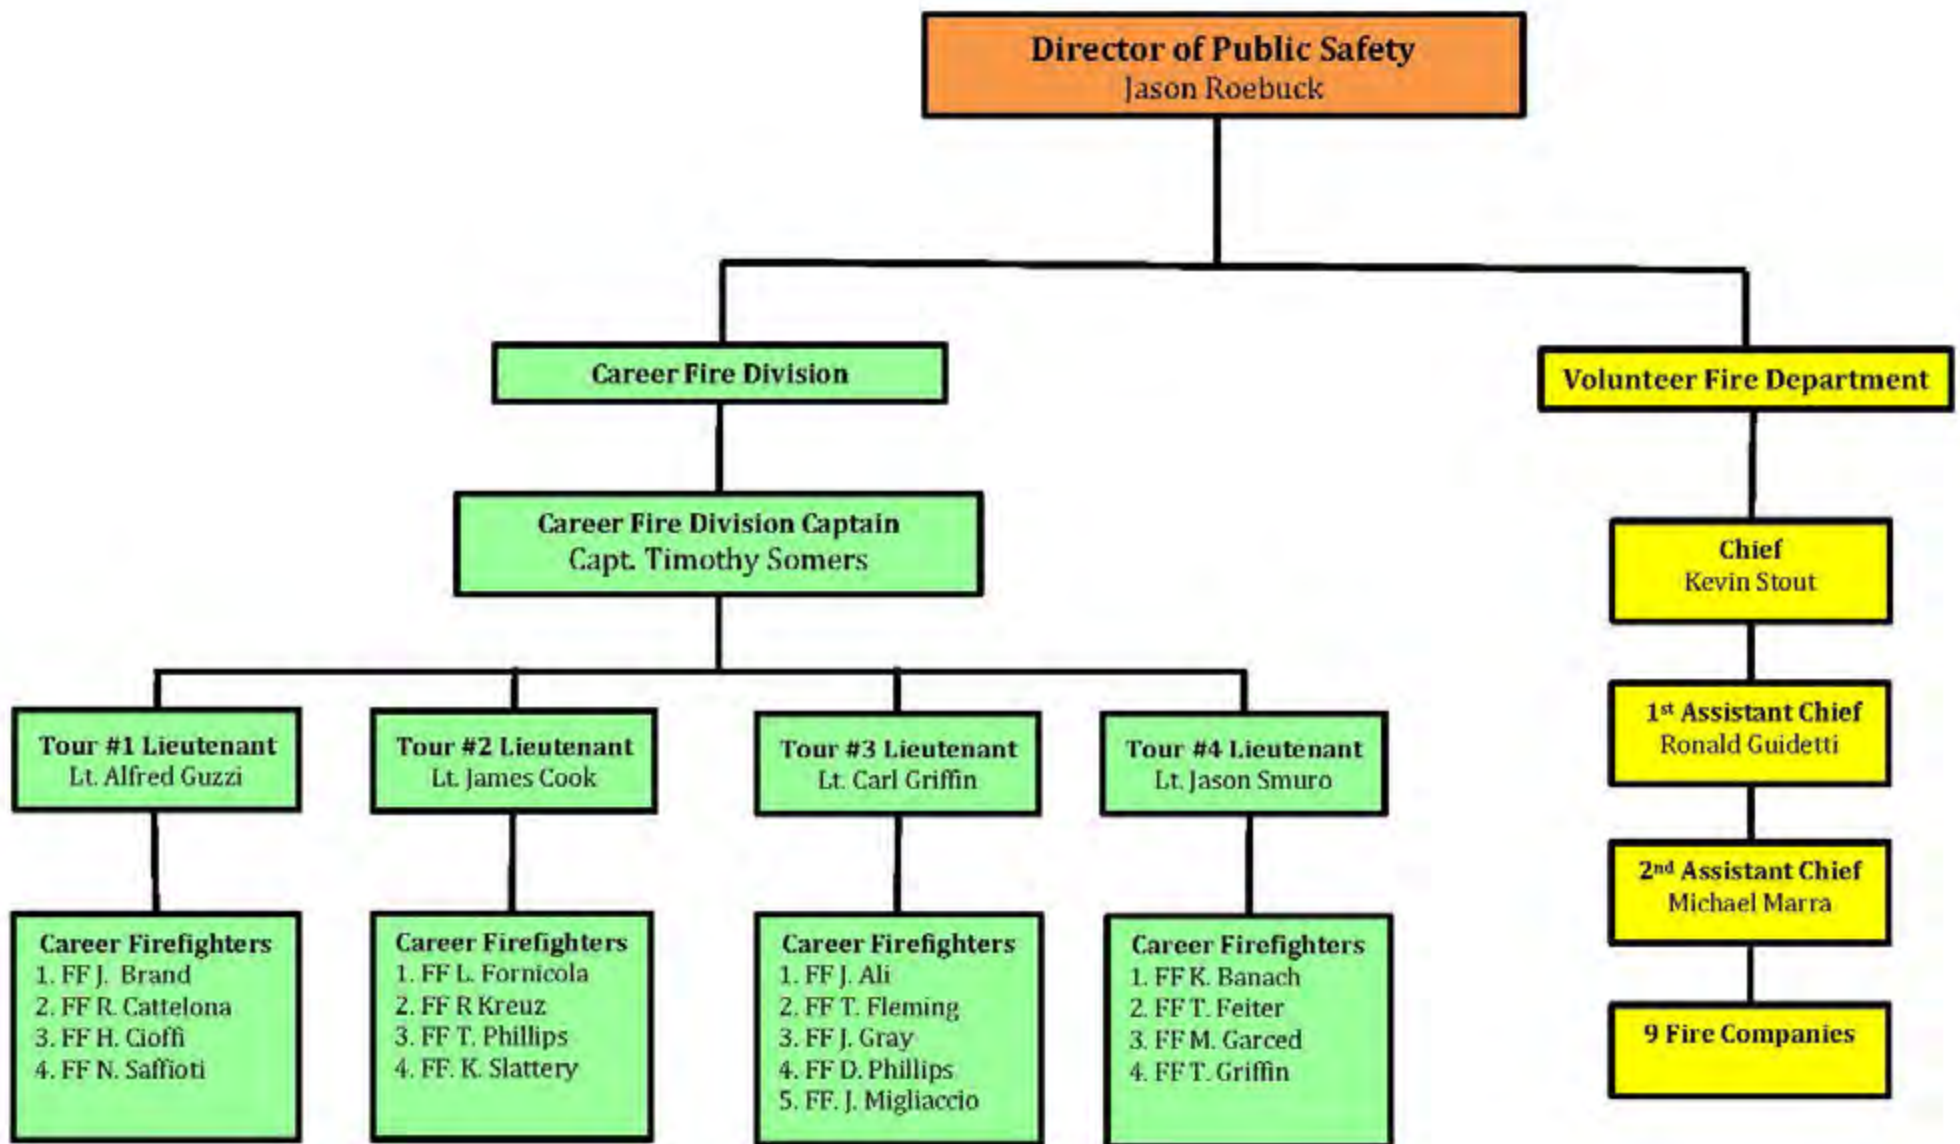 Director of Public Safety
Jason Roebuck
Career Fire Division
Volunteer Fire Department
Career Fire Division Captain
Capt. Timothy Somers
Chief
Kevin Stout
1st Assistant Chief
Ronald Guidetti
Tour #1 Lieutenant
Lt. Alfred Guzzi
Tour #2 Lieutenant
Lt. James Cook
Tour #3 Lieutenant
Lt. Carl Griffin
Tour #4 Lieutenant
Lt. Jason Smuro
2nd Assistant Chief
Michael Marra
Career Firefighters
1. FF J. Brand
2. FF R. Cattelona
3. FF H. Cioffi
4. FF N. Saffioti
Career Firefighters
1. FF L. Fornicola
2. FF R Kreuz
3. FF T. Phillips
4. FF. K. Slattery
Career Firefighters
1. FF J. Ali
2. FF T. Fleming
3. FF J. Gray
4. FF D. Phillips
5. FF. J. Migliaccio
Career Firefighters
1. FF K. Banach
2. FF T. Feiter
3. FF M. Garced
4. FF T. Griffin
9 Fire Companies